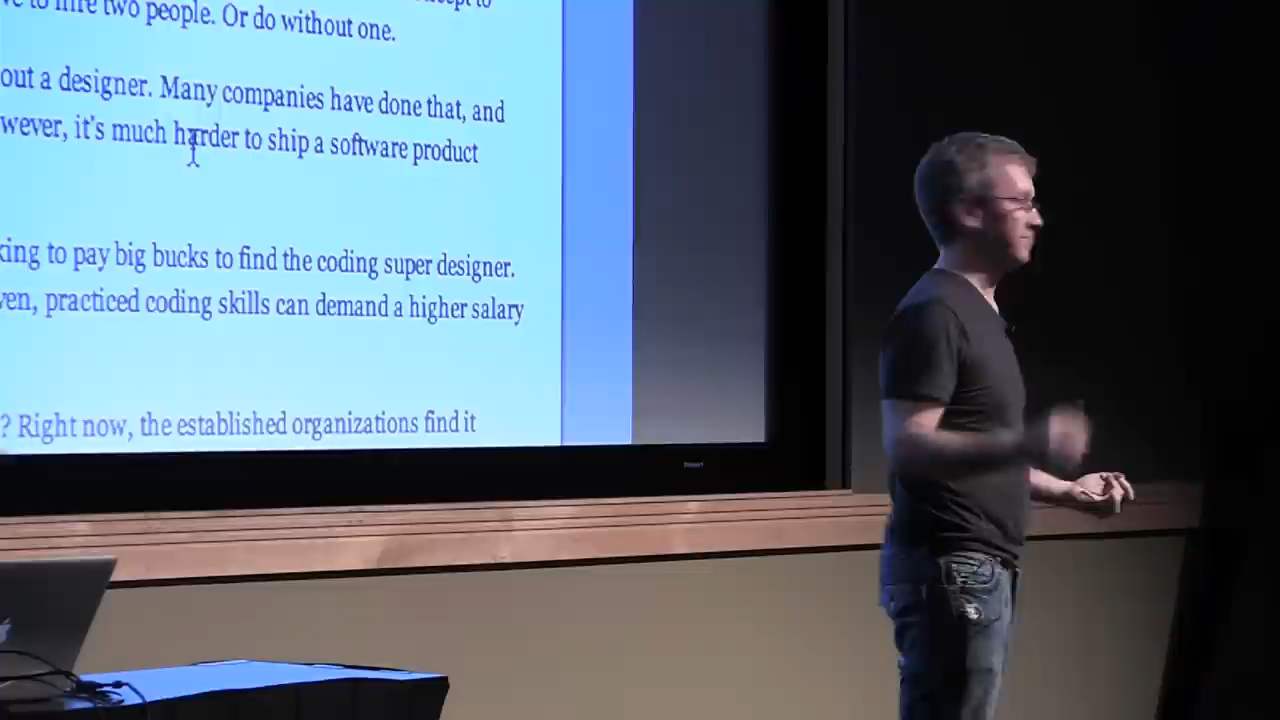 to hire two people. Or do without one.
out a designer. Many companies have done that, and
wever, it's much harder to ship a software product
king to pay big bucks to find the coding super designer.
ven, practiced coding skills can demand a higher salary
? Right now, the established organizations find it